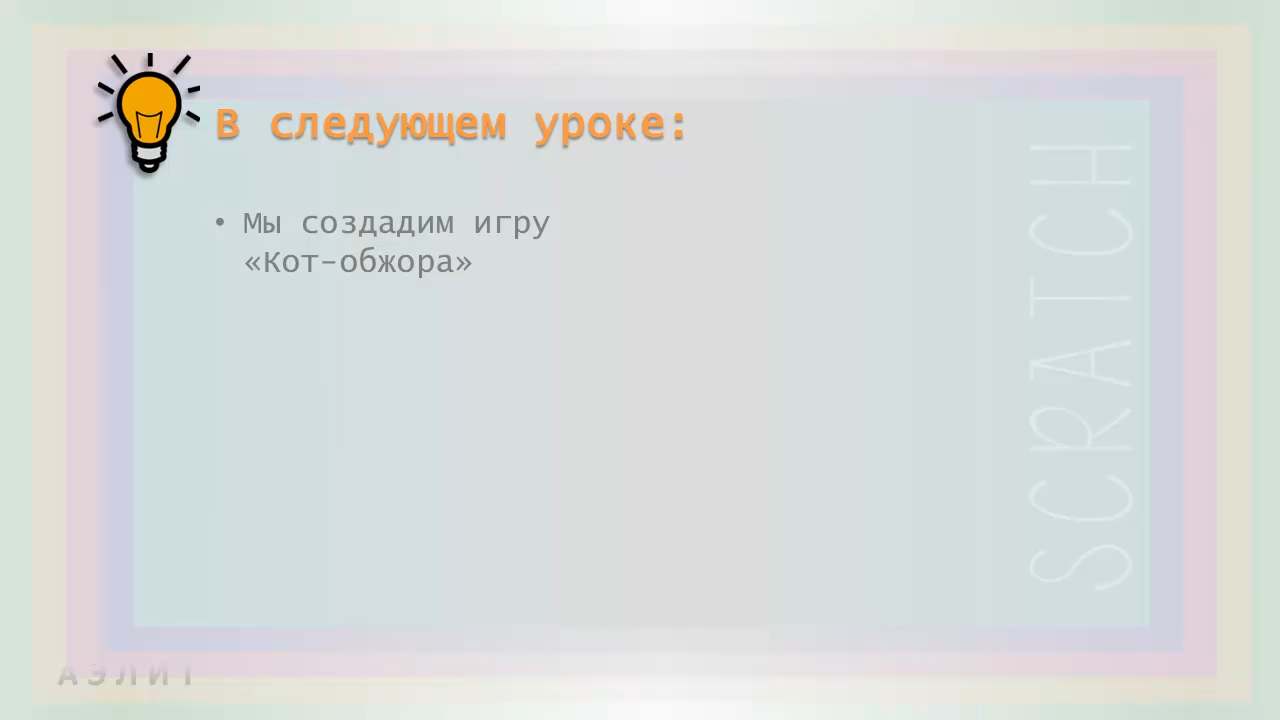 В следующем уроке:
• Мы создадим игру
«Кот-обжора»
SCRATCH
АЭЛИТ